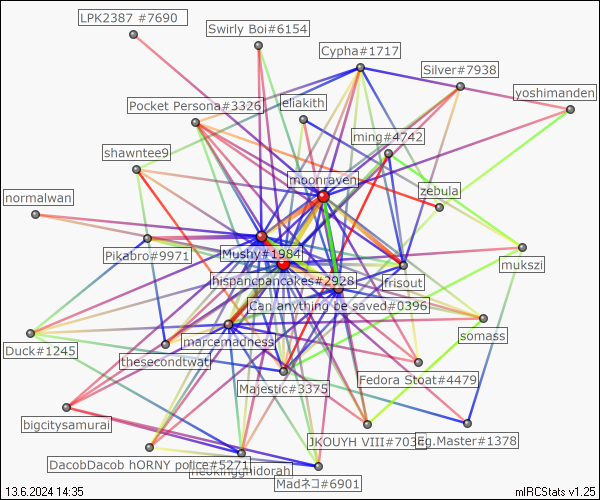 LPK2387 #7690
Swirly Boi#6154
Cypha#1717
Silver#7938
yoshimanden
Pocket Persona#3326
eliakith
ming#4742
shawntee9
moonraven
zebula
normalwan
Pikabro#9971
Mushy#1984
mukszi
hispancpancakes#2928
frisout
Can anything be saved#0396
Duck#1245
thesecondtwat
marcemadness
somass
Majestic#3375
Fedora Stoat#4479
bigcitysamurai
JKOUYH VIII#703
Eg.Master#1378
DacobDacob hORNY police#5271
neokingghidorah
Madネコ#6901
13.6.2024 14:35
mIRCStats v1.25